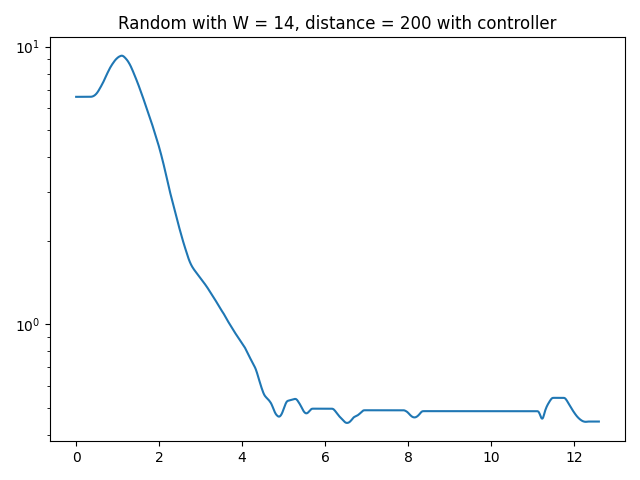 Random with W = 14, distance = 200 with controller
10¹
10⁰
0 2 4 6 8 10 12